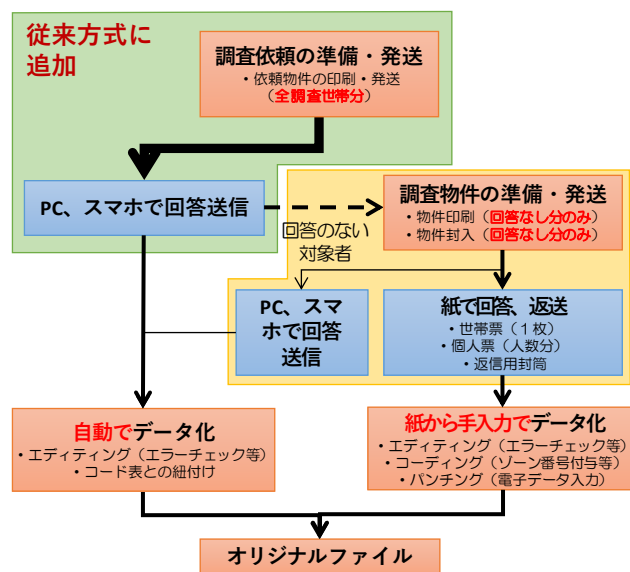 従来方式に
追加
調査依頼の準備・発送
・依頼物件の印刷・発送
（全調査世帯分）
PC、スマホで回答送信
回答のない
対象者
調査物件の準備・発送
・物件印刷（回答なし分のみ）
・物件封入（回答なし分のみ）
PC、スマ
ホで回答
送信
紙で回答、返送
・世帯票（１枚）
・個人票（人数分）
・返信用封筒
自動でデータ化
・エディティング（エラーチェック等）
・コード表との紐付け
紙から手入力でデータ化
・エディティング（エラーチェック等）
・コーディング（ゾーン番号付与等）
・パンチング（電子データ入力）
オリジナルファイル